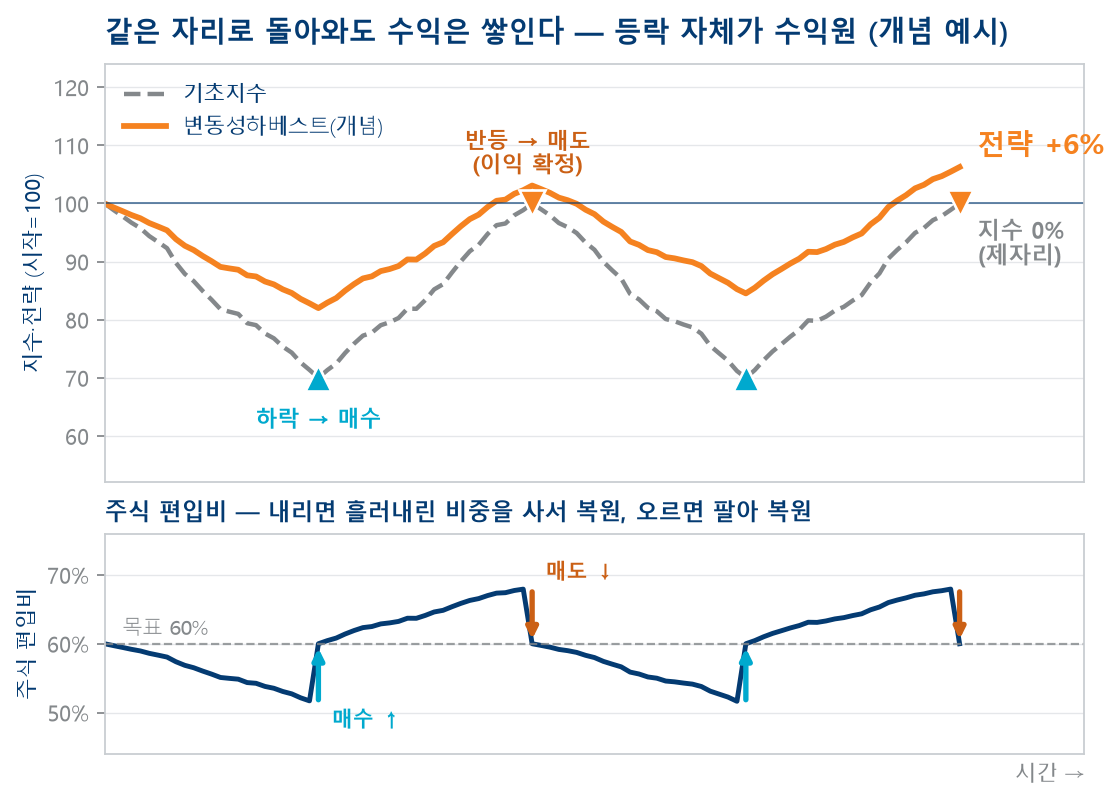 같은 자리로 돌아와도 수익은 쌓인다 — 등락 자체가 수익원 (개념 예시)
120
110
100
90
80
70
60
지수·전략 (시작=100)
기초지수
변동성하베스트(개념)
반등 → 매도
(이익 확정)
전략 +6%
지수 0%
(제자리)
하락 → 매수
주식 편입비 — 내리면 흘러내린 비중을 사서 복원, 오르면 팔아 복원
70%
60%
50%
주식 편입비
목표 60%
매도 ↓
매수 ↑
시간 →